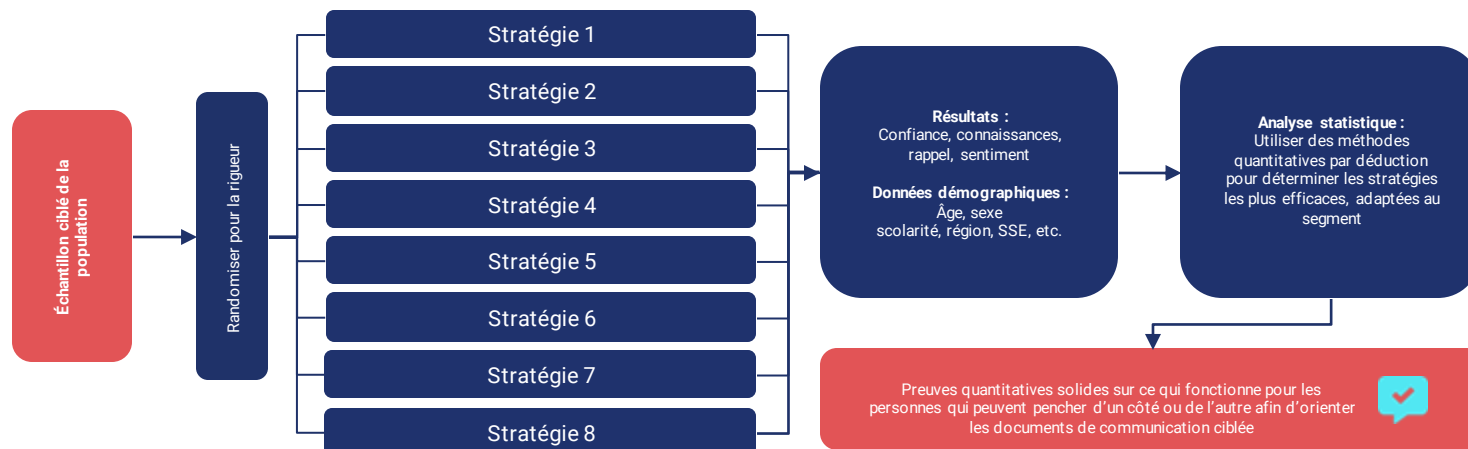 Échantillon ciblé de la
population
Randomiser pour la rigueur
Stratégie 1
Stratégie 2
Stratégie 3
Stratégie 4
Stratégie 5
Stratégie 6
Stratégie 7
Stratégie 8
Résultats :
Confiance, connaissances,
rappel, sentiment
Données démographiques :
Âge, sexe
scolarité, région, SSE, etc.
Analyse statistique :
Utiliser des méthodes
quantitatives par déduction
pour déterminer les stratégies
les plus efficaces, adaptées au
segment
Preuves quantitatives solides sur ce qui fonctionne pour les
personnes qui peuvent pencher d'un côté ou de l'autre afin d'orienter
les documents de communication ciblée